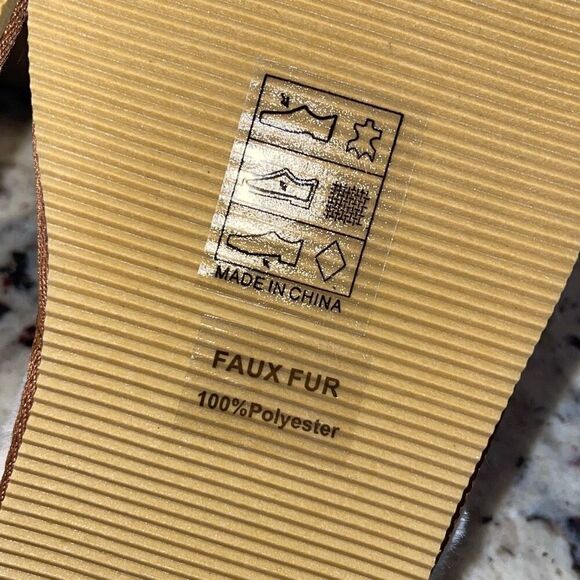 MADE IN CHINA
FAUX FUR
100%Polyester